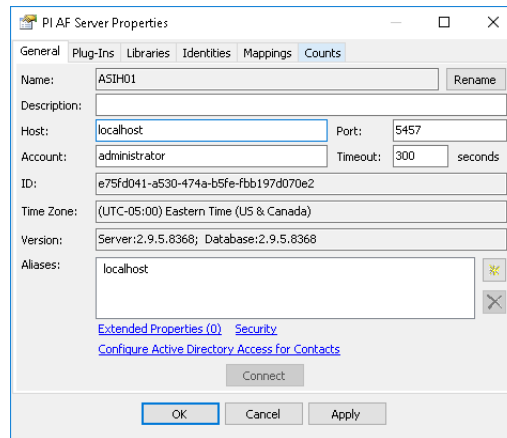 PI AF Server Properties
General Plug-Ins Libraries Identities Mappings Counts
Name: ASIH01 Rename
Description:
Host: localhost Port: 5457
Account: administrator Timeout: 300 seconds
ID: e75fd041-a530-474a-b5fe-fbb197d070e2
Time Zone: (UTC-05:00) Eastern Time (US & Canada)
Version: Server:2.9.5.8368; Database:2.9.5.8368
Aliases: localhost
Extended Properties (0) Security
Configure Active Directory Access for Contacts
Connect
OK Cancel Apply